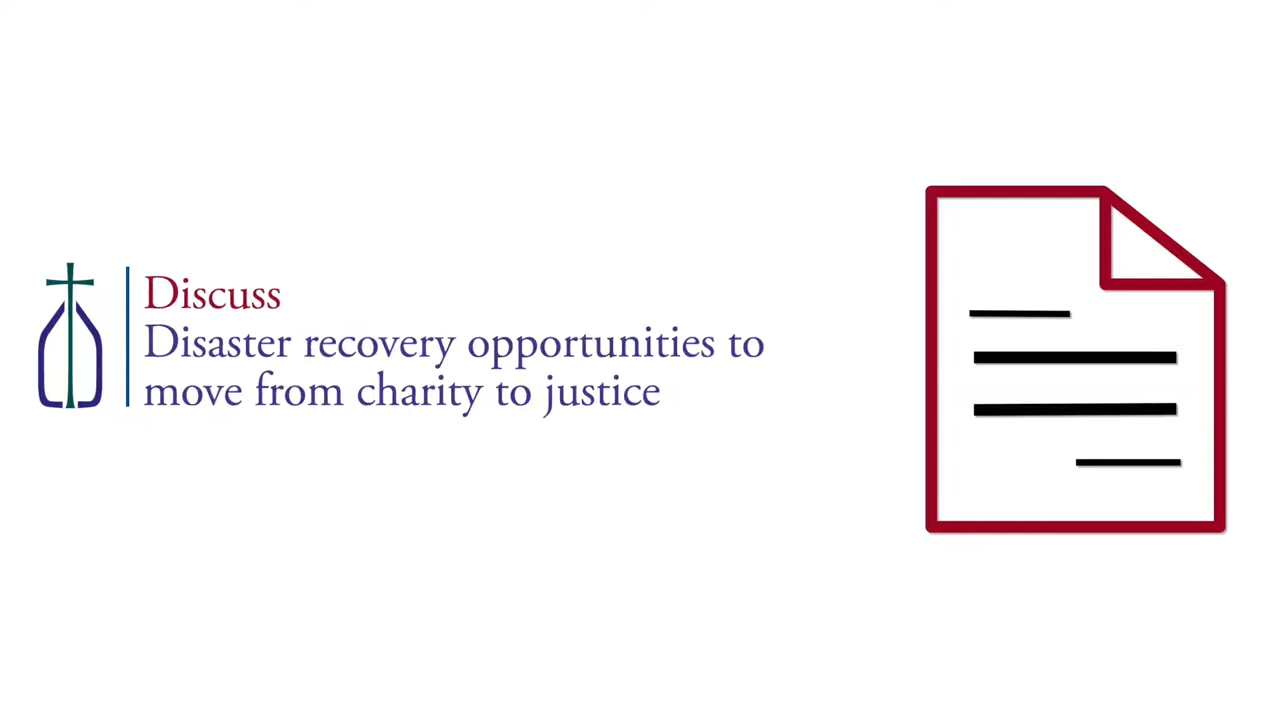 Discuss
Disaster recovery opportunities to
move from charity to justice